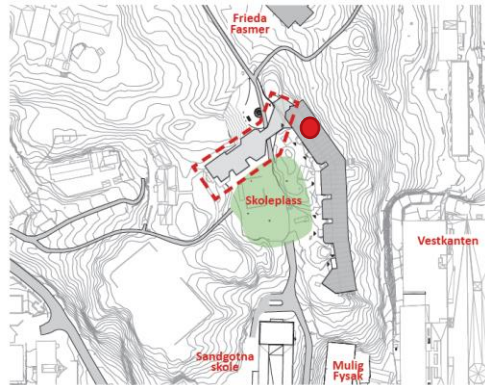 Frieda
Fasmer
Skoleplass
Vestkanten
Sandgotna
skole
Mulig
Fysak